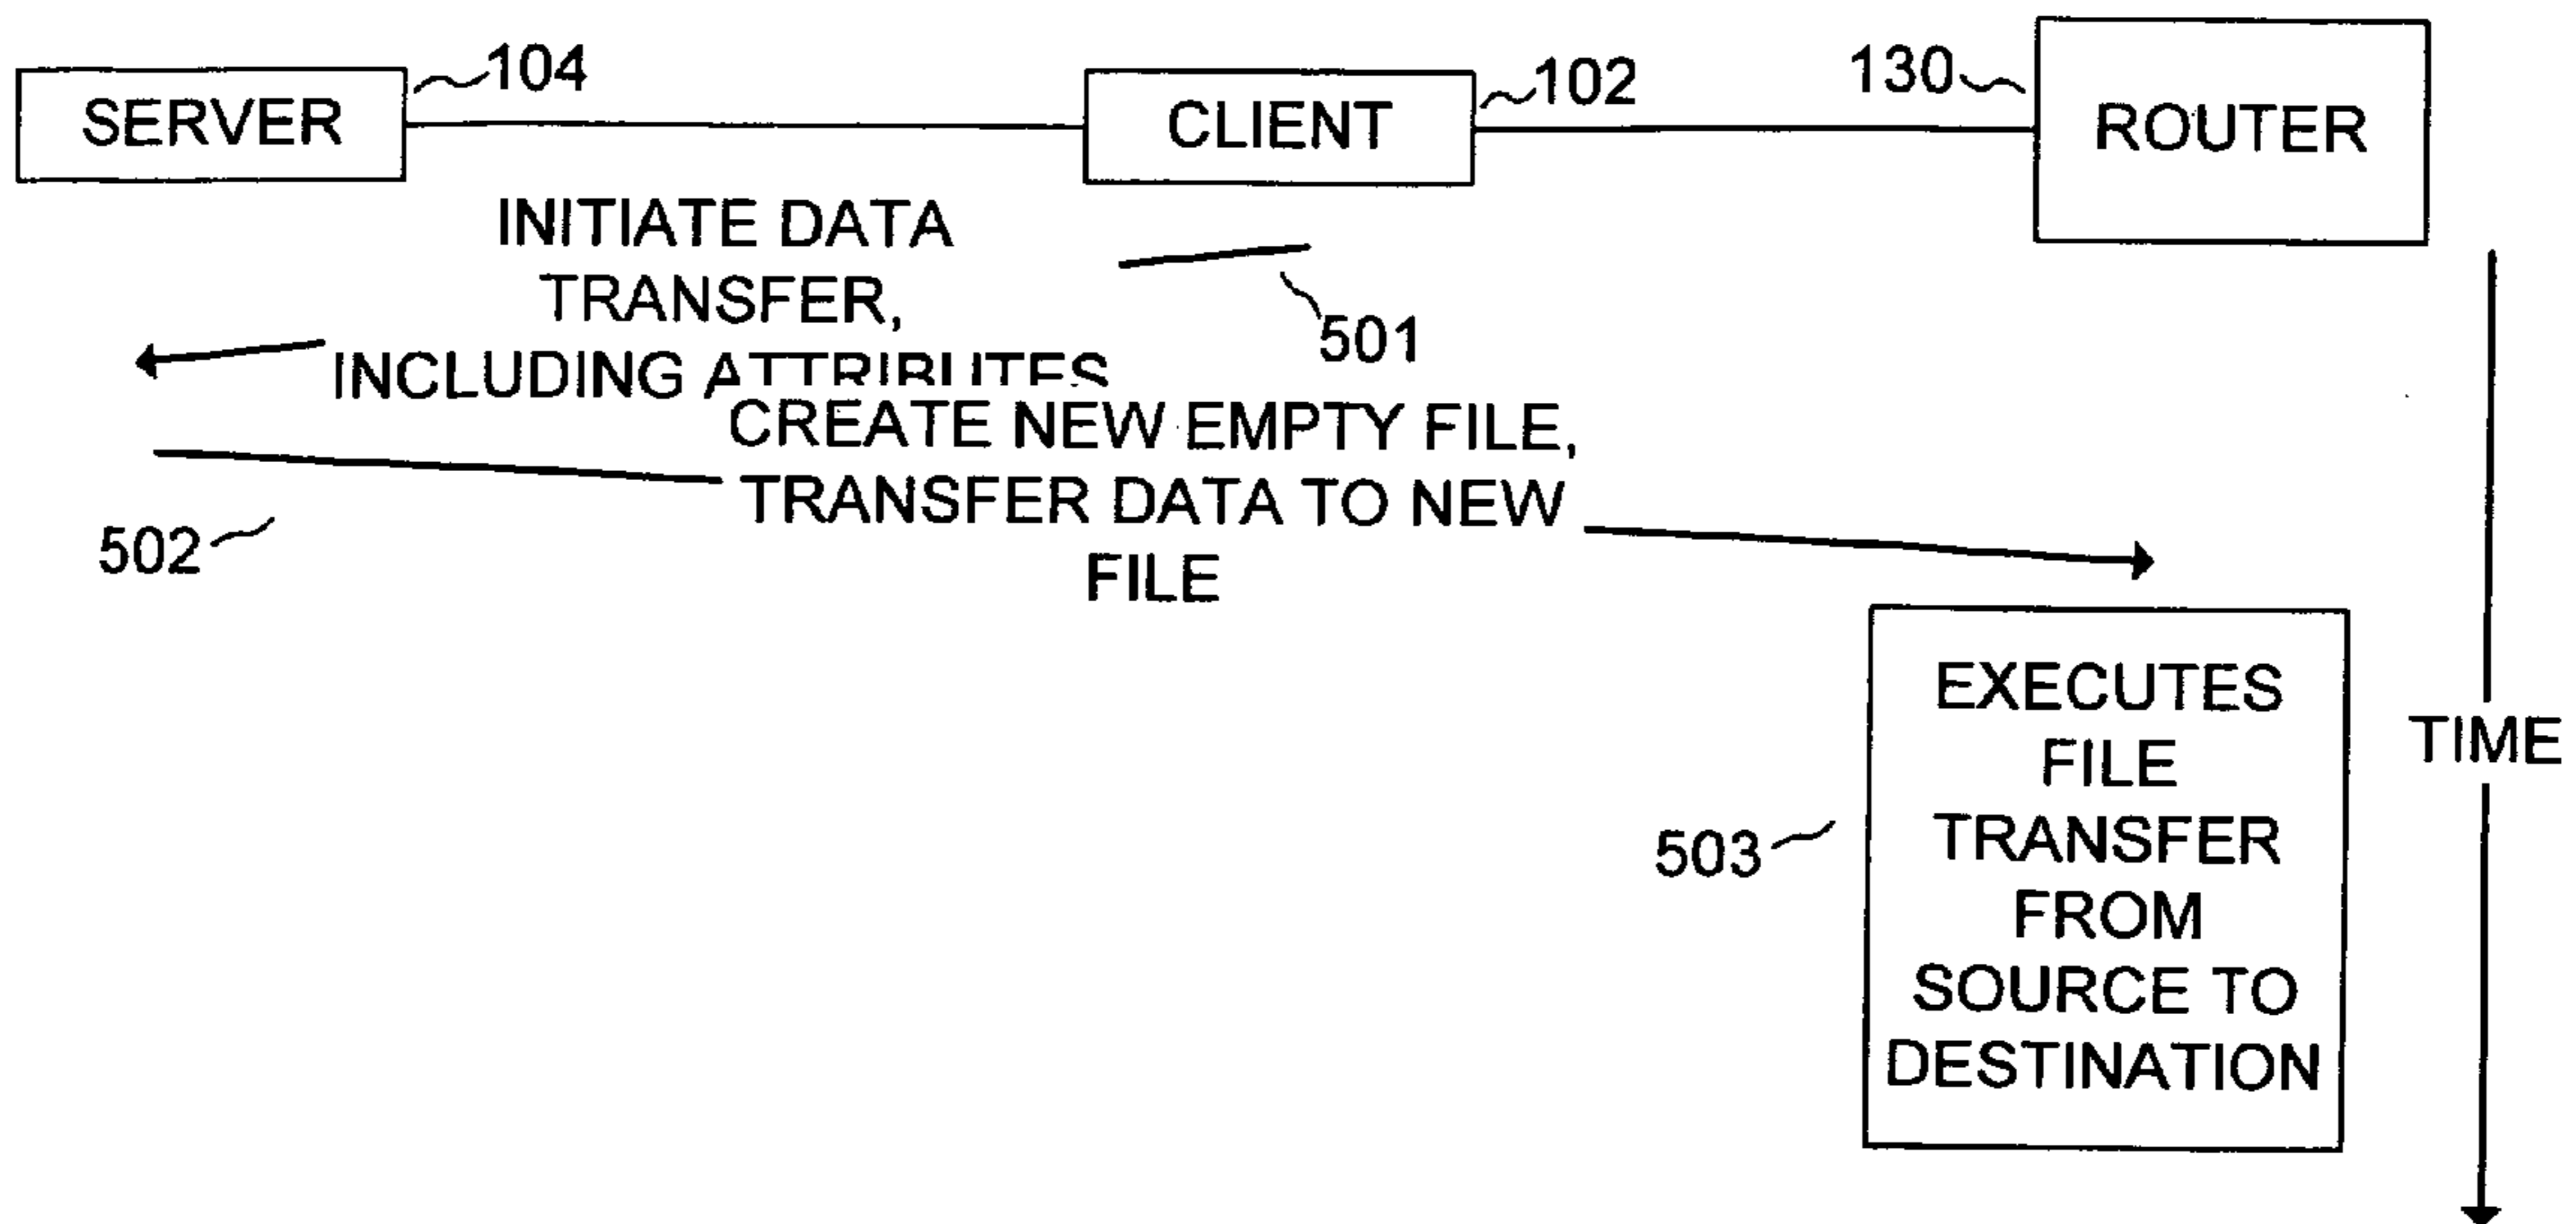 SERVER
104
CLIENT
102
130
ROUTER
INITIATE DATA
TRANSFER,
INCLUDING ATTRIBUTES
501
CREATE NEW EMPTY FILE,
TRANSFER DATA TO NEW
FILE
502
EXECUTES
FILE
TRANSFER
FROM
SOURCE TO
DESTINATION
503
TIME